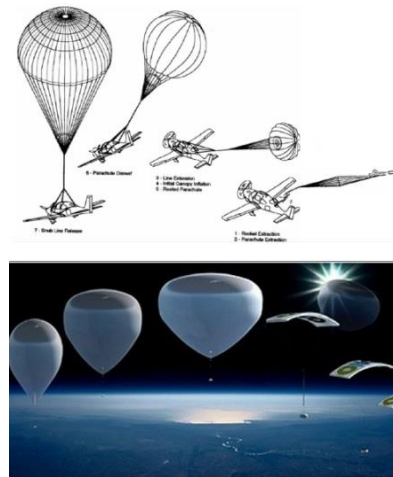 6 - Parachute Disreef
3 - Line Extension
4 - Initial Canopy Inflation
5 - Reefed Parachute
7 - Snub Line Release
1 - Rocket Extraction
2 - Parachute Extraction